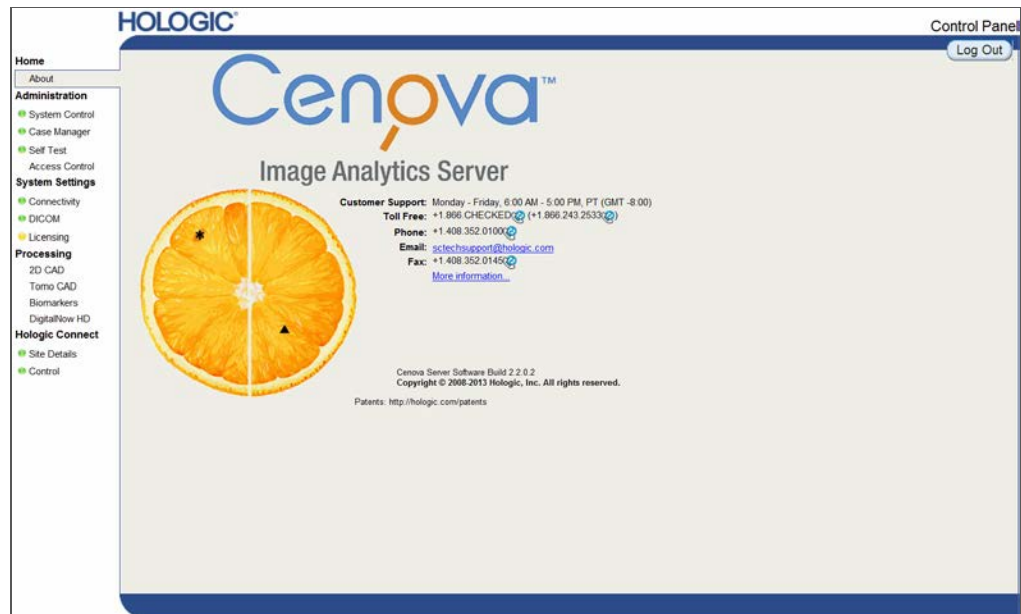 HOLOGIC
Control Panel
Log Out
Home
About
Administration
System Control
Case Manager
Self Test
Access Control
System Settings
Connectivity
DICOM
Licensing
Processing
2D CAD
Tomo CAD
Biomarkers
DigitalNow HD
Hologic Connect
Site Details
Control
Cenova™
Image Analytics Server
Customer Support: Monday - Friday, 6:00 AM - 5:00 PM, PT (GMT -8:00)
Toll Free: +1.866.CHECKED (+1.866.243.2533)
Phone: +1.408.352.0100
Email: sctechsupport@hologic.com
Fax: +1.408.352.0145
More information...
Cenova Server Software Build 2.2.0.2
Copyright © 2008-2013 Hologic, Inc. All rights reserved.
Patents: http://hologic.com/patents